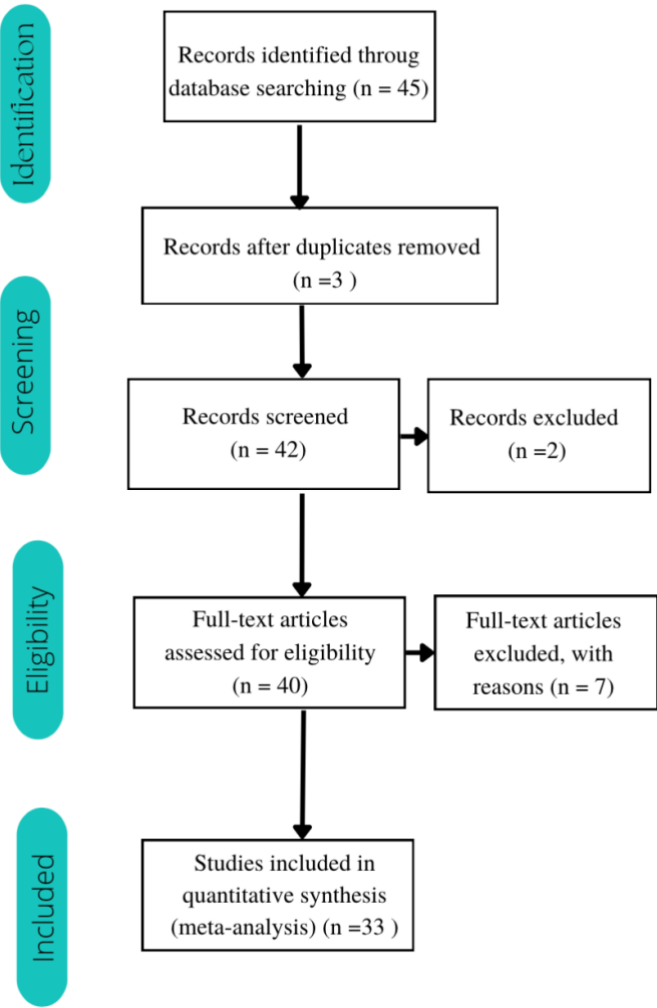 Identification
Records identified throug
database searching (n = 45)
Records after duplicates removed
(n =3 )
Screening
Records screened
(n = 42)
Records excluded
(n =2)
Eligibility
Full-text articles
assessed for eligibility
(n = 40)
Full-text articles
excluded, with
reasons (n = 7)
Included
Studies included in
quantitative synthesis
(meta-analysis) (n =33 )